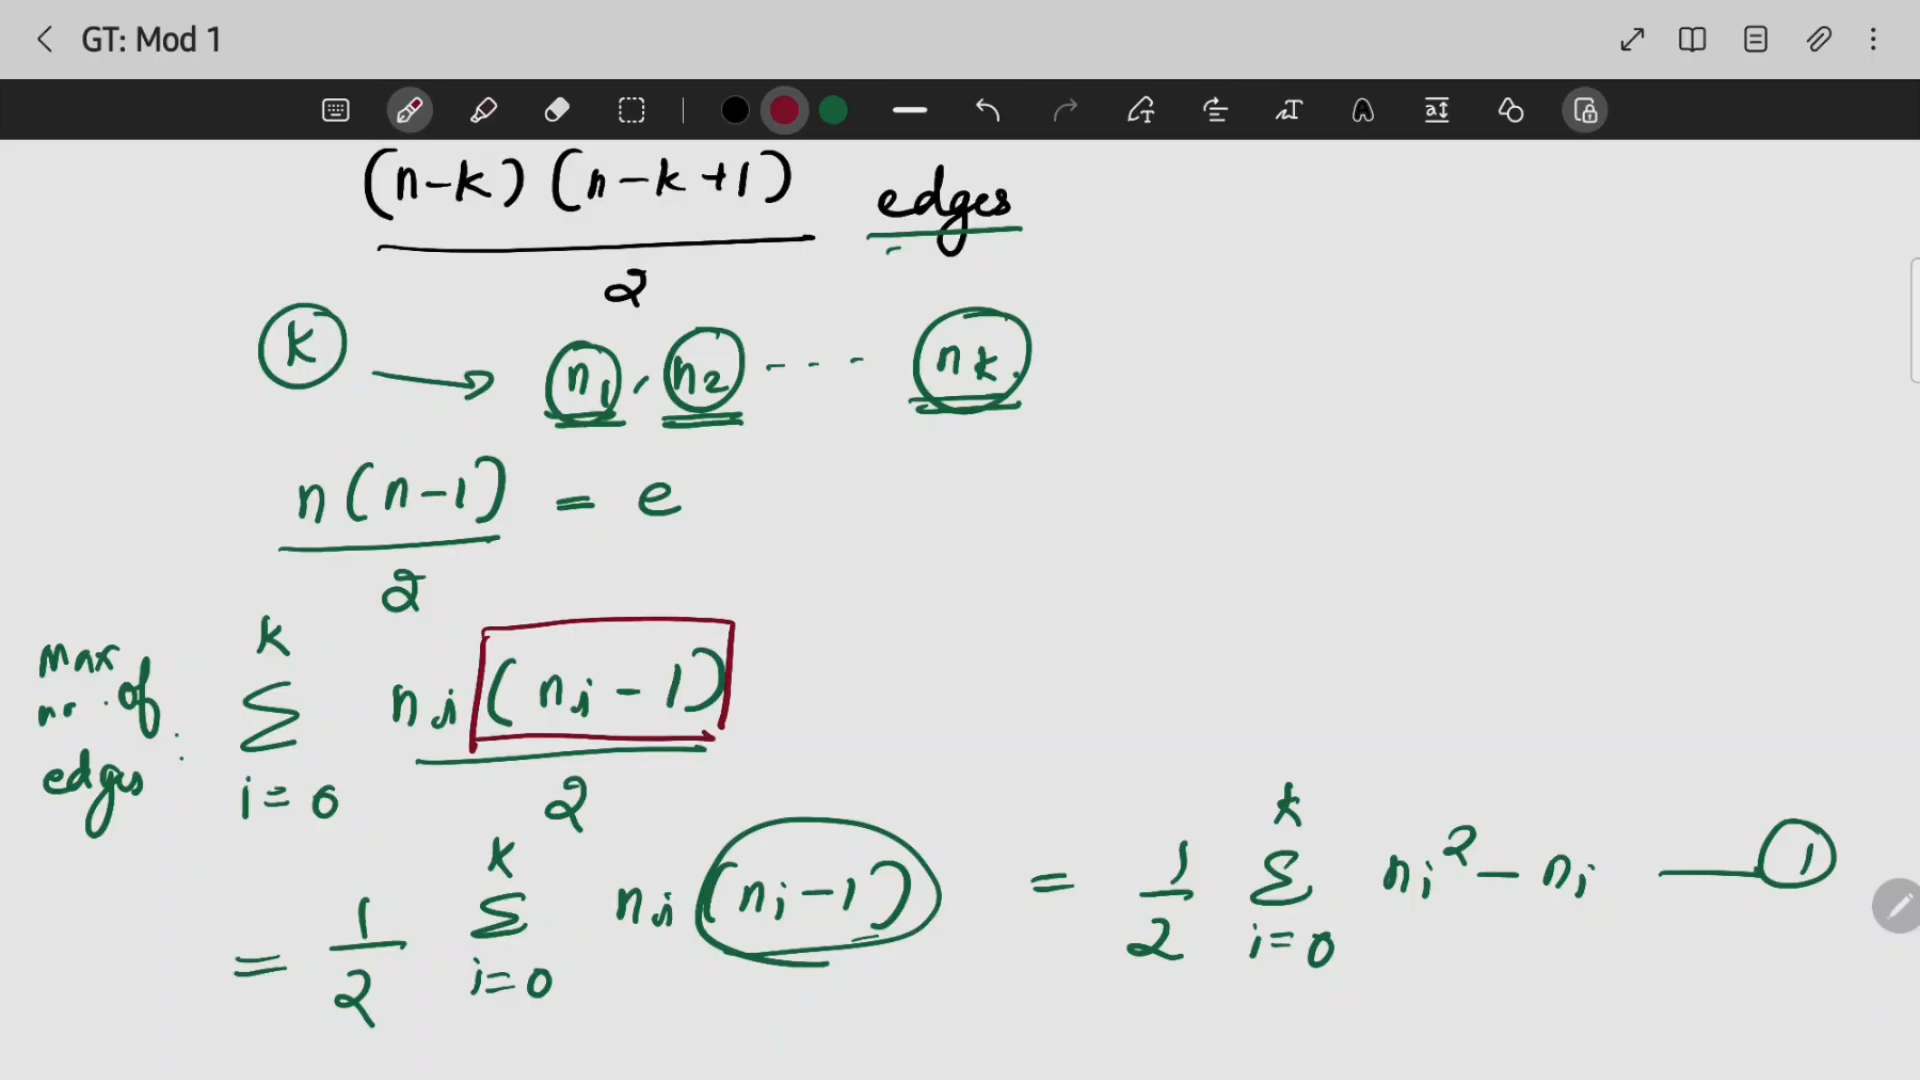 GT: Mod 1
(n-k) (n-k+1) edges
2
k → n1, n2 ---- nk.
n(n-1) = e
2
Max nr. of edges
k
Σ ni (ni - 1)
i=0 2
= 1/2 k Σ i=0 ni (ni-1) = 1/2 k Σ i=0 ni² - ni — 1